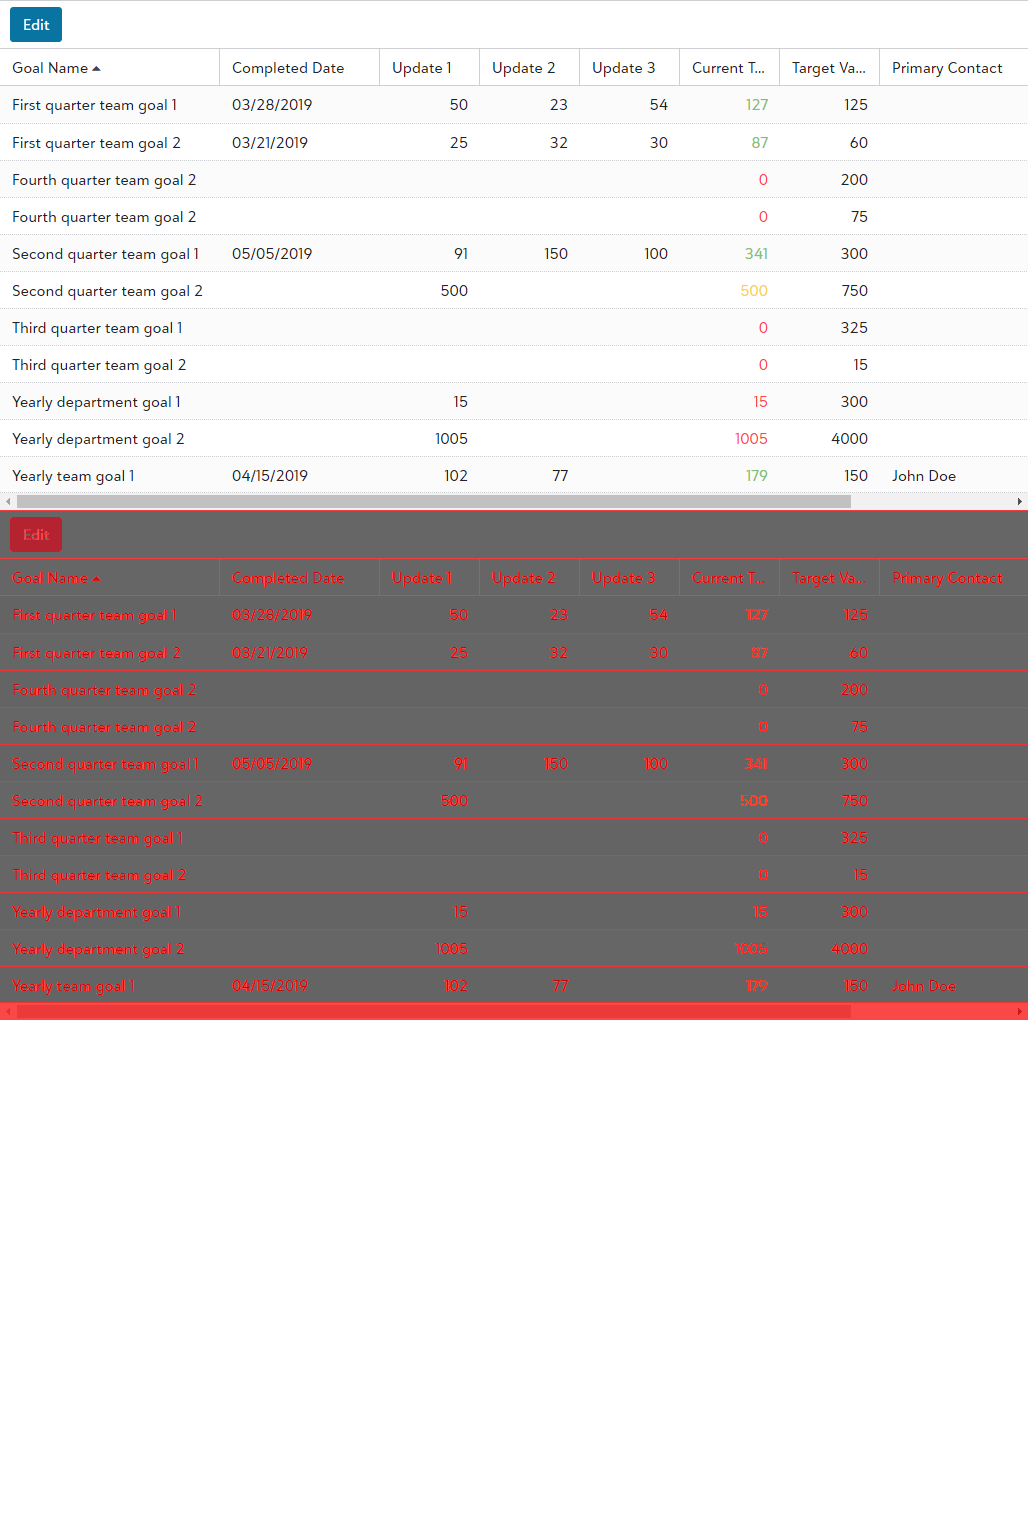 Edit
Goal Name Completed Date Update 1 Update 2 Update 3 Current T... Target Va... Primary Contact
First quarter team goal 1 03/28/2019 50 23 54 127 125
First quarter team goal 2 03/21/2019 25 32 30 87 60
Fourth quarter team goal 2 0 200
Fourth quarter team goal 2 0 75
Second quarter team goal 1 05/05/2019 91 150 100 341 300
Second quarter team goal 2 500 500 750
Third quarter team goal 1 0 325
Third quarter team goal 2 0 15
Yearly department goal 1 15 15 300
Yearly department goal 2 1005 1005 4000
Yearly team goal 1 04/15/2019 102 77 179 150 John Doe
Edit
Goal Name Completed Date Update 1 Update 2 Update 3 Current T... Target Va... Primary Contact
First quarter team goal 1 03/28/2019 50 23 54 127 125
First quarter team goal 2 03/21/2019 25 32 30 87 60
Fourth quarter team goal 2 0 200
Fourth quarter team goal 2 0 75
Second quarter team goal 1 05/05/2019 91 150 100 341 300
Second quarter team goal 2 500 500 750
Third quarter team goal 1 0 325
Third quarter team goal 2 0 15
Yearly department goal 1 15 15 300
Yearly department goal 2 1005 1005 4000
Yearly team goal 1 04/15/2019 102 77 179 150 John Doe